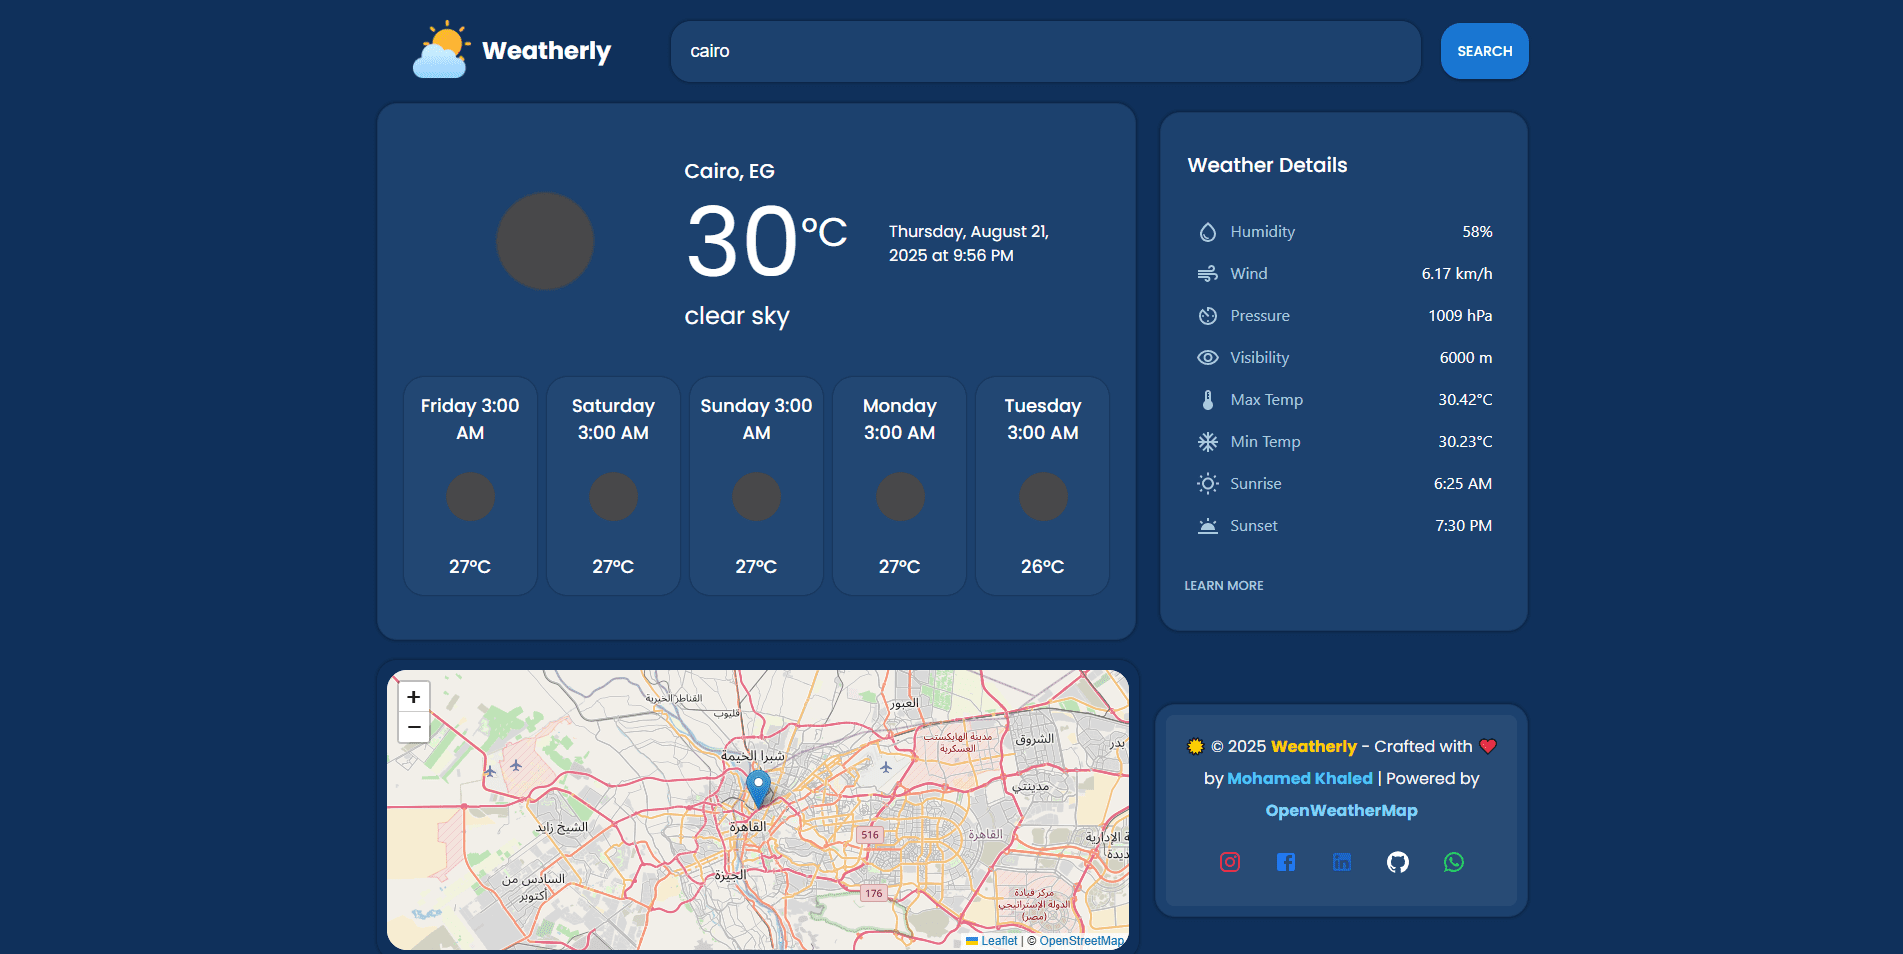 Weatherly
cairo
SEARCH
Cairo, EG
30°C
Thursday, August 21,
2025 at 9:56 PM
clear sky
Friday 3:00
AM
27°C
Saturday
3:00 AM
27°C
Sunday 3:00
AM
27°C
Monday
3:00 AM
27°C
Tuesday
3:00 AM
26°C
Weather Details
Humidity 58%
Wind 6.17 km/h
Pressure 1009 hPa
Visibility 6000 m
Max Temp 30.42°C
Min Temp 30.23°C
Sunrise 6:25 AM
Sunset 7:30 PM
LEARN MORE
+
−
القناطر الخيرية
قليوب
العبور
مدينة الهايكستب
العسكرية
الشروق
بدر
شبرا الخيمة
مدينتي
القاهرة
الشيخ زايد
516
القاهرة
الجيزة
السادس من
أكتوبر
176
مركز قيادة
الدولة الإستراتيجي
(مصر)
Leaflet | © OpenStreetMap
© 2025 Weatherly - Crafted with ❤️
by Mohamed Khaled | Powered by
OpenWeatherMap